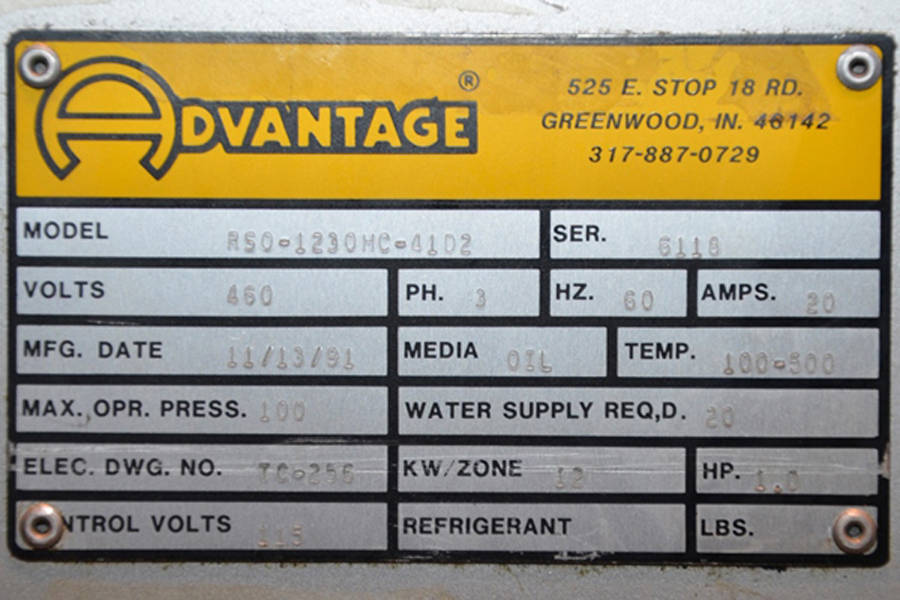 ADVANTAGE ®
525 E. STOP 18 RD.
GREENWOOD, IN. 46142
317-887-0729
MODEL RSO-1230HC-41D2 SER. 6118
VOLTS 460 PH. 3 HZ. 60 AMPS. 20
MFG. DATE 11/13/91 MEDIA OIL TEMP. 100-500
MAX. OPR. PRESS. 100 WATER SUPPLY REQ,D. 20
ELEC. DWG. NO. TC-256 KW/ZONE 12 HP. 1.0
NTROL VOLTS 115 REFRIGERANT LBS.